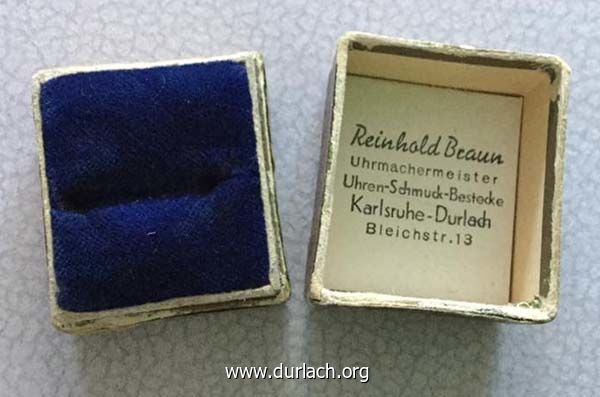 Reinhold Braun
Uhrmachermeister
Uhren-Schmuck-Bestecke
Karlsruhe-Durlach
Bleichstr.13
www.durlach.org